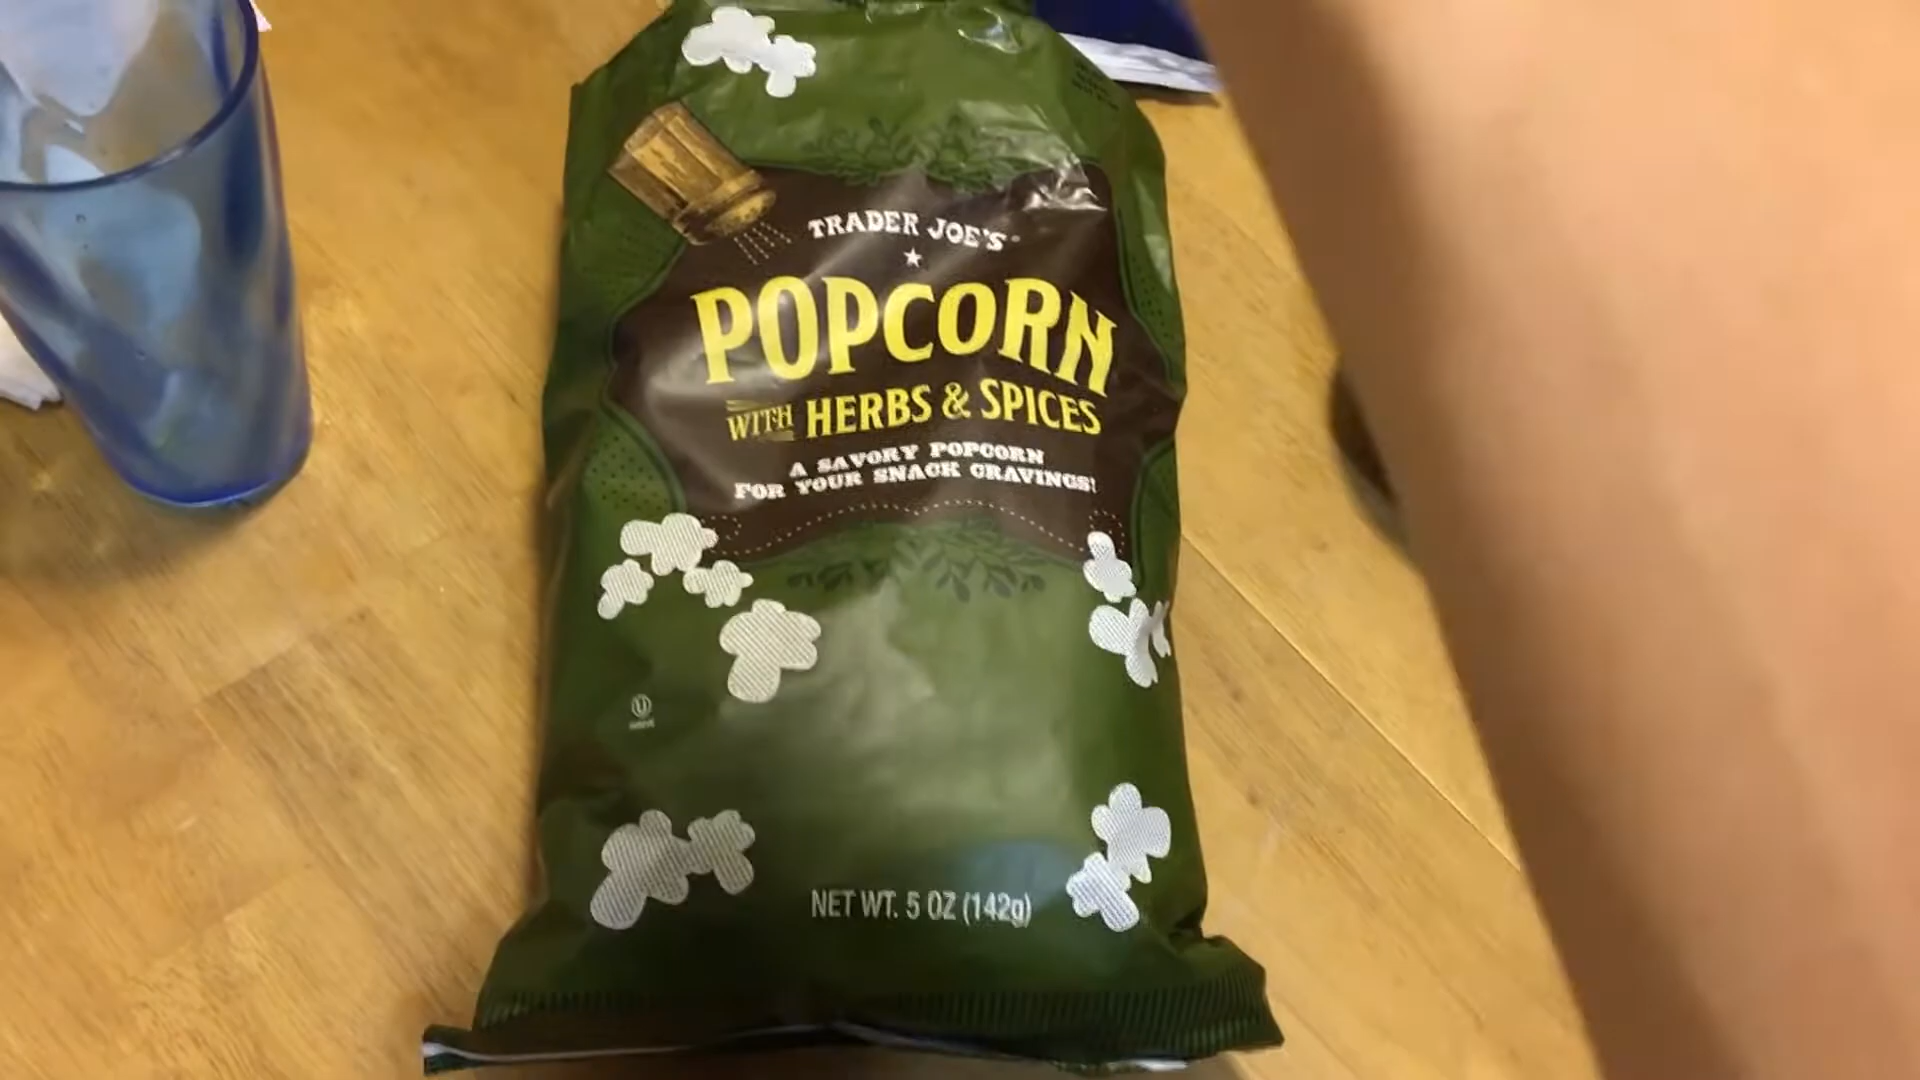 TRADER JOE'S
POPCORN
WITH HERBS & SPICES
A SAVORY POPCORN
FOR YOUR SNACK CRAVINGS!
U
NET WT. 5 OZ (142g)